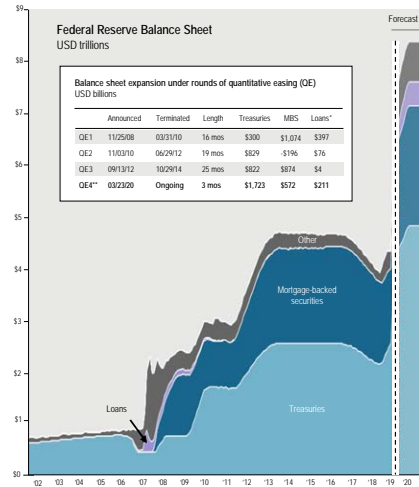 Federal Reserve Balance Sheet
USD trillions
Forecast
Balance sheet expansion under rounds of quantitative easing (QE)
USD billions
Announced Terminated Length Treasuries MBS Loans*
QE1 11/25/08 03/31/10 16 mos $300 $1,074 $397
QE2 11/03/10 06/29/12 19 mos $829 -$196 $76
QE3 09/13/12 10/29/14 25 mos $822 $874 $4
QE4** 03/23/20 Ongoing 3 mos $1,723 $572 $211
$9
$8
$7
$6
$5
$4
$3
$2
$1
$0
Other
Mortgage-backed
securities
Loans
Treasuries
'02 '03 '04 '05 '06 '07 '08 '09 '10 '11 '12 '13 '14 '15 '16 '17 '18 '19 '20